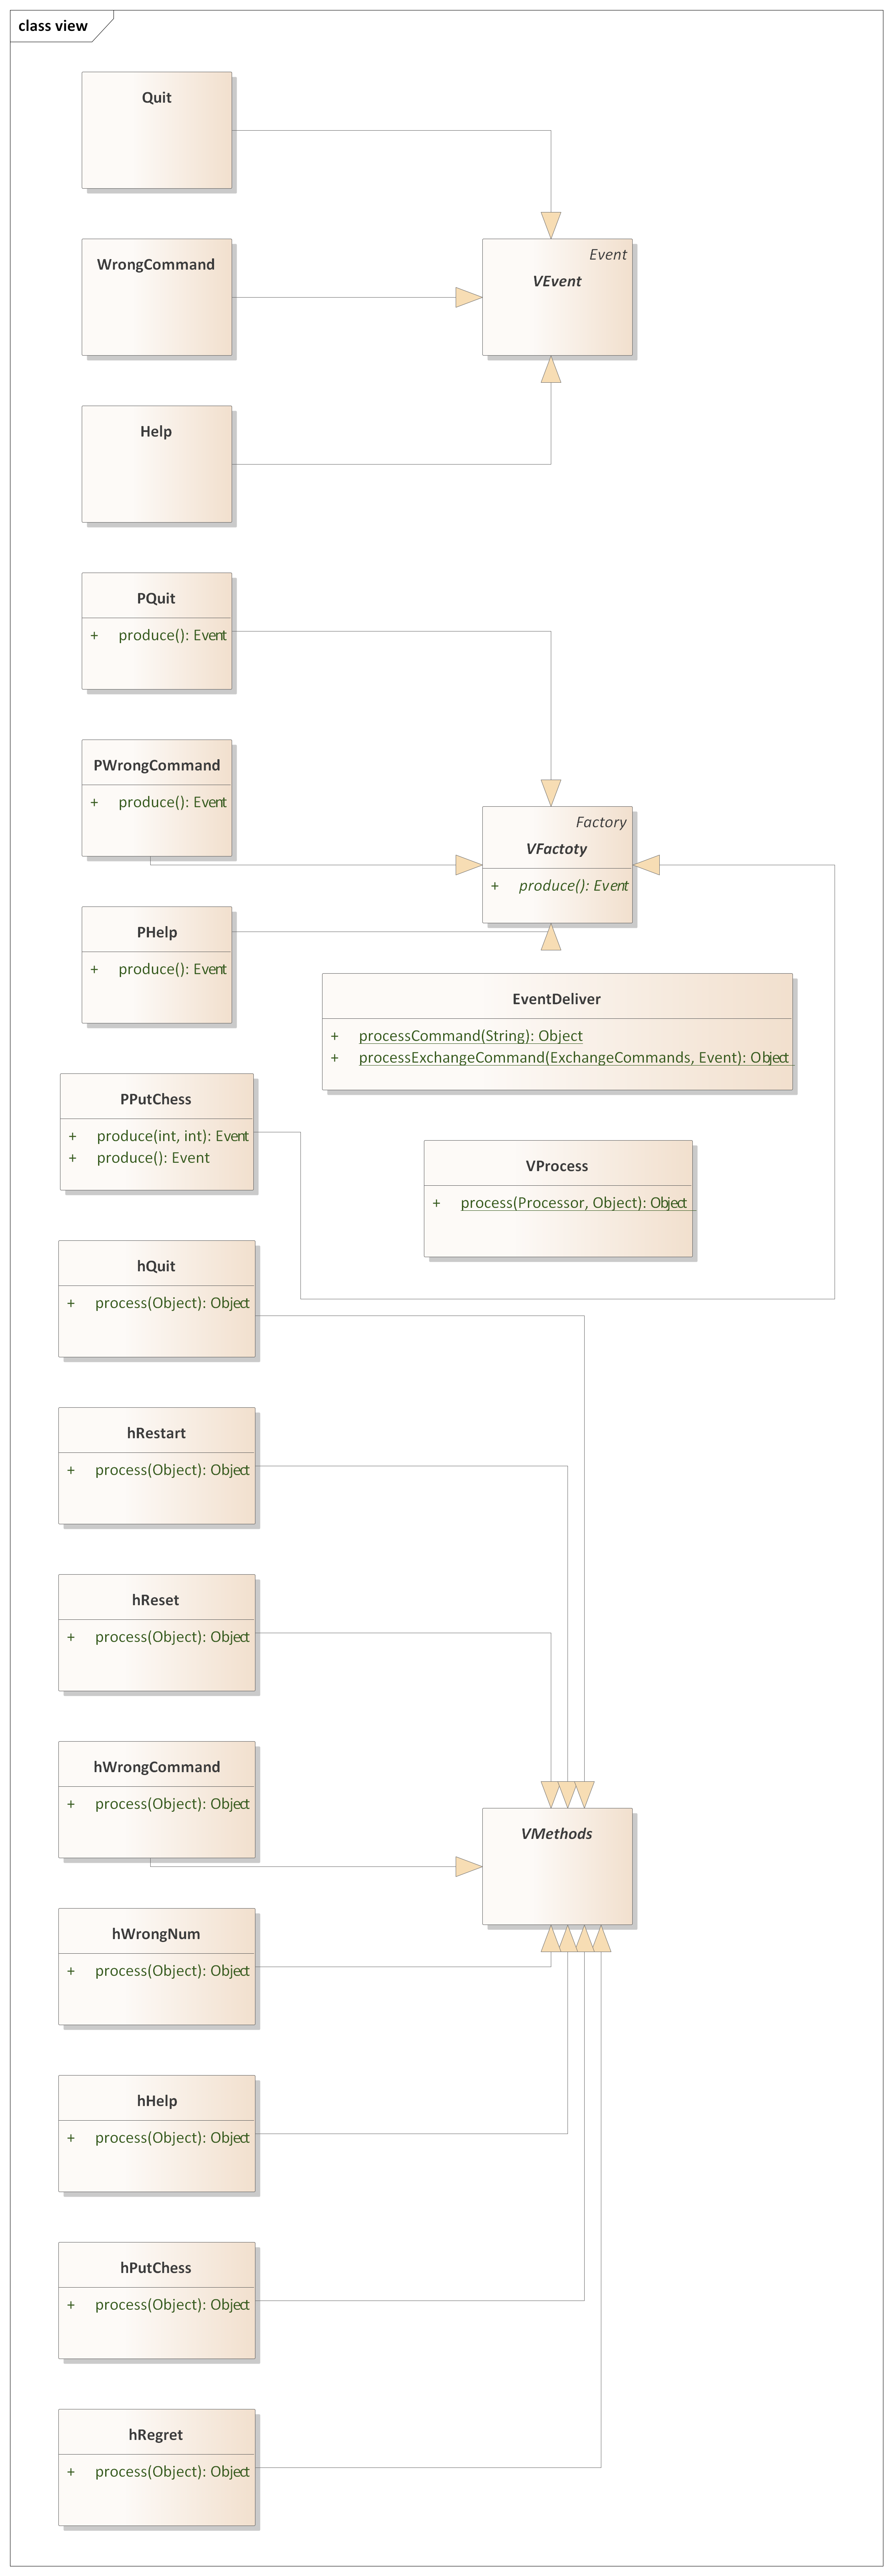 class view
Quit
WrongCommand
Event
VEvent
Help
PQuit
+ produce(): Event
PWrongCommand
+ produce(): Event
Factory
VFactoty
+ produce(): Event
PHelp
+ produce(): Event
EventDeliver
+ processCommand(String): Object
+ processExchangeCommand(ExchangeCommands, Event): Object
PPutChess
+ produce(int, int): Event
+ produce(): Event
VProcess
+ process(Processor, Object): Object
hQuit
+ process(Object): Object
hRestart
+ process(Object): Object
hReset
+ process(Object): Object
hWrongCommand
+ process(Object): Object
VMethods
hWrongNum
+ process(Object): Object
hHelp
+ process(Object): Object
hPutChess
+ process(Object): Object
hRegret
+ process(Object): Object